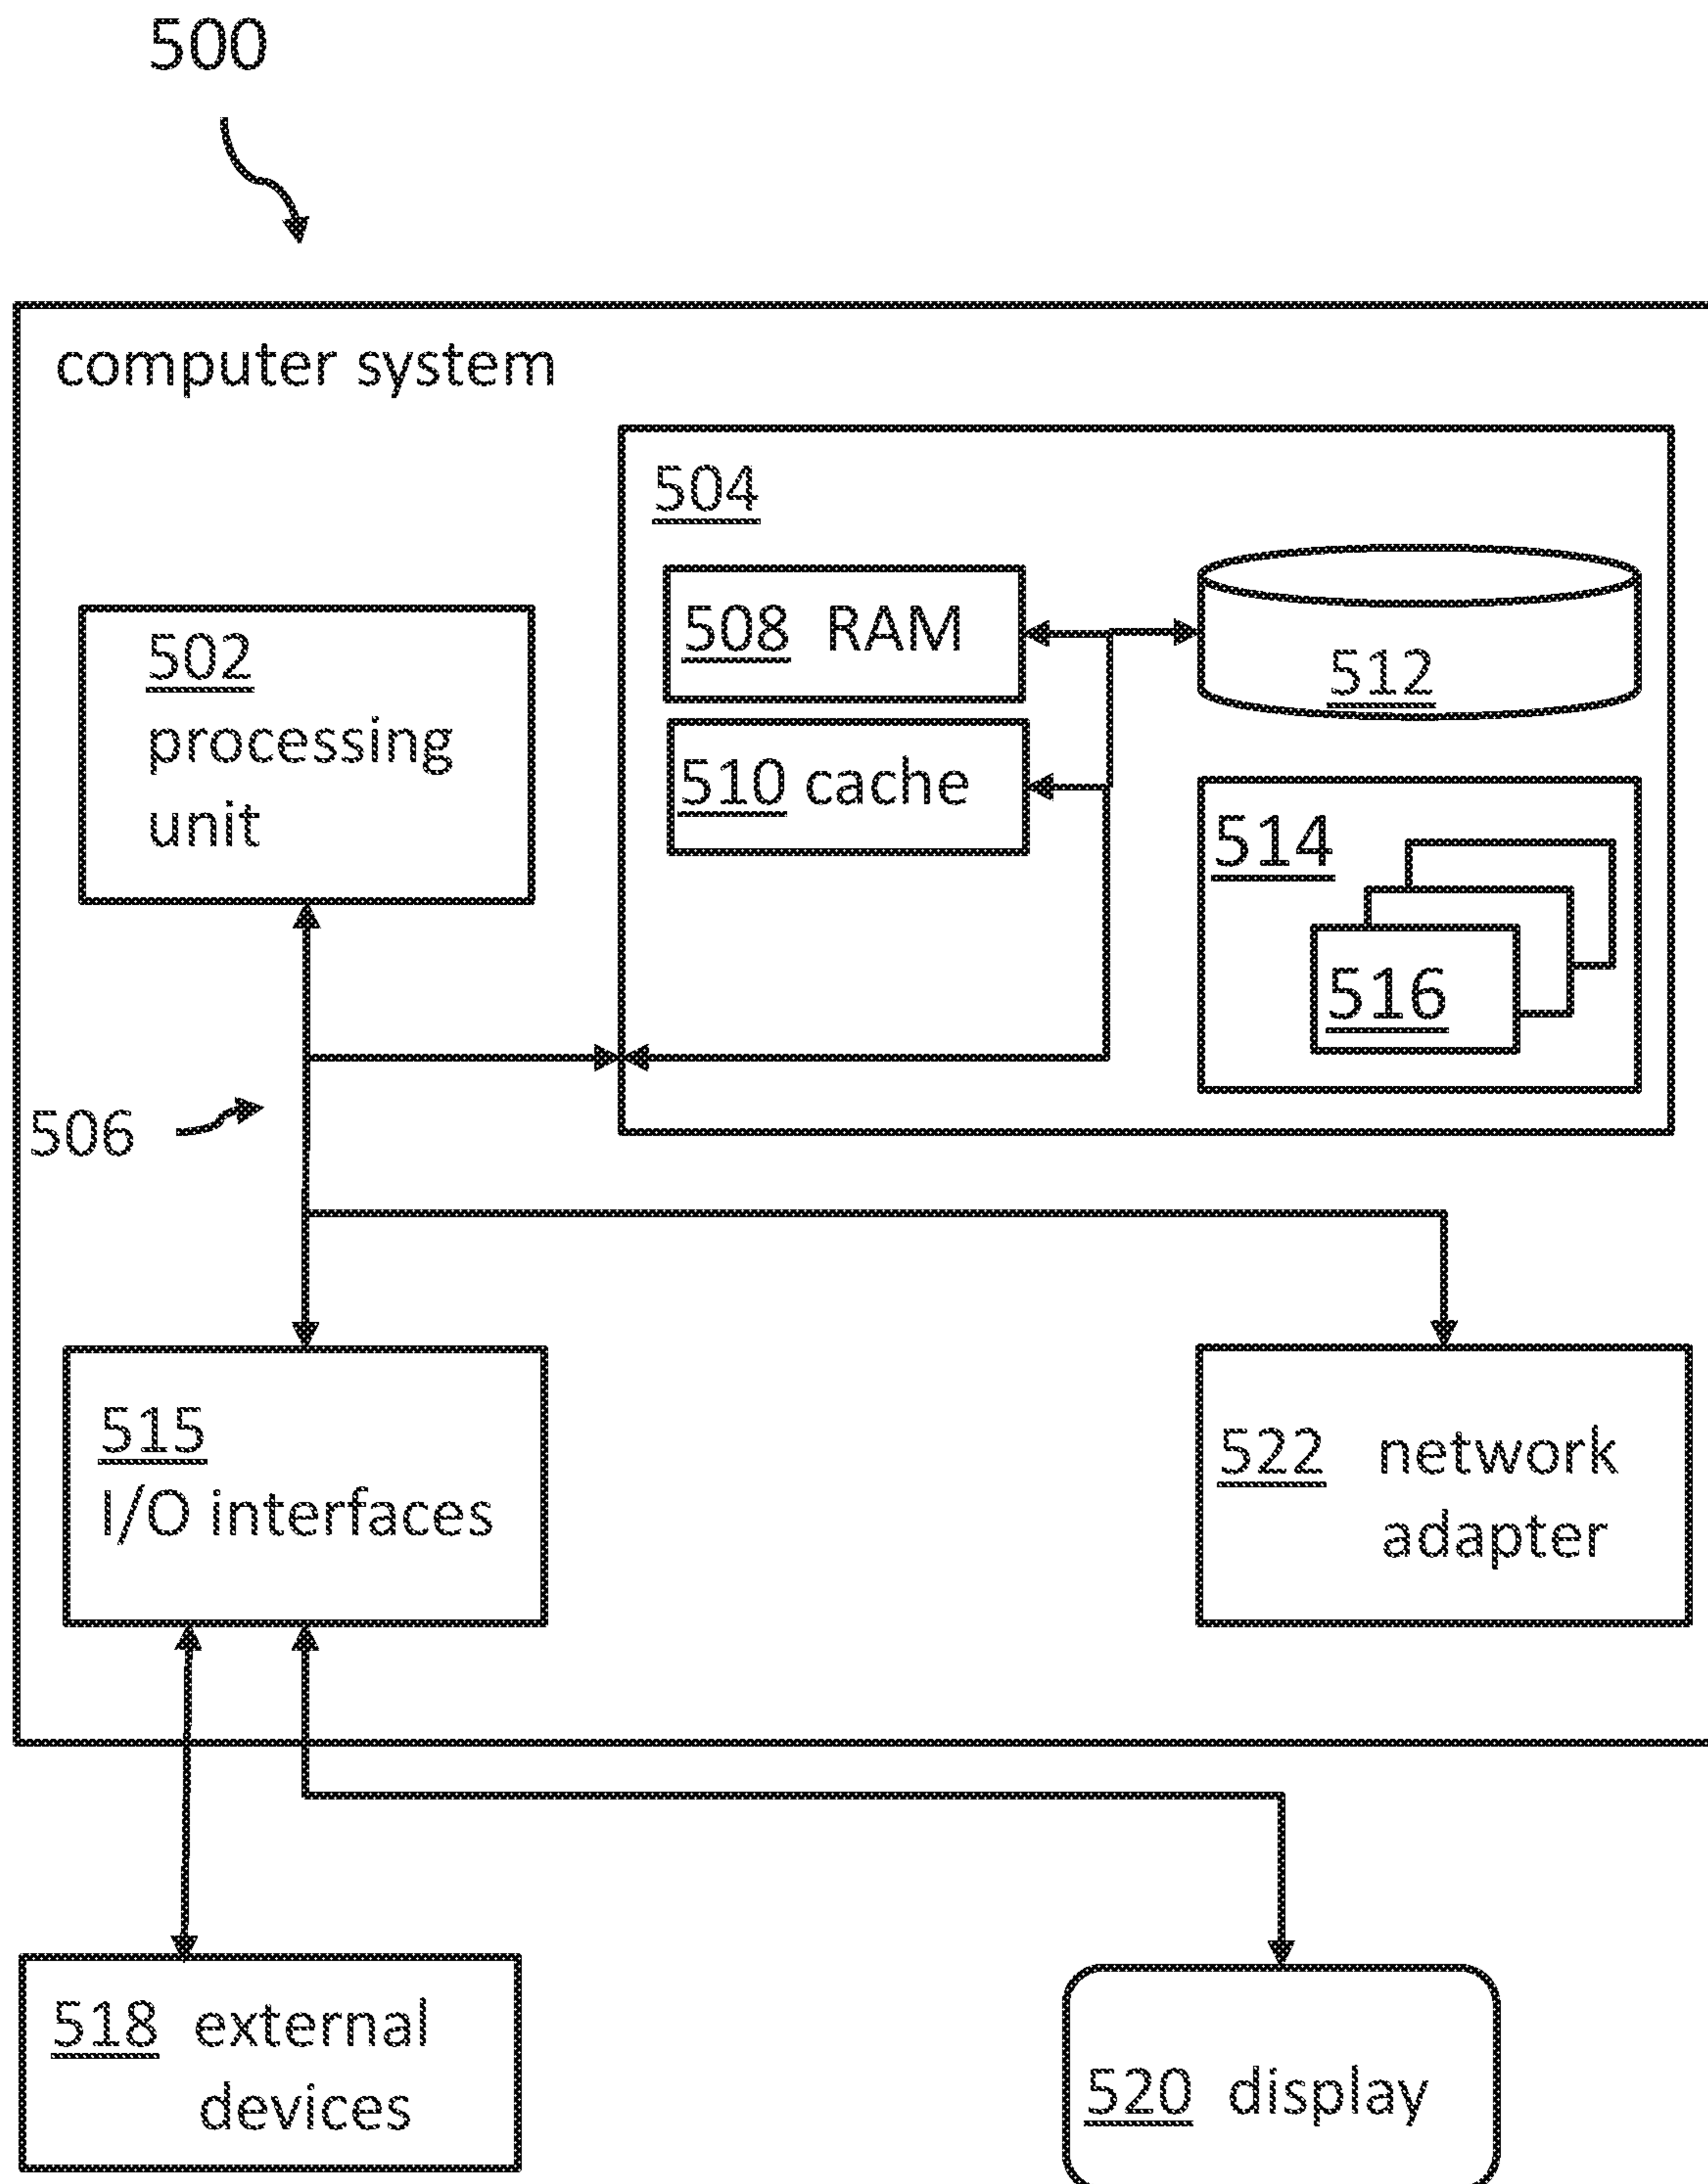 500
computer system
504
508 RAM
512
502
processing
unit
510 cache
514
516
506
515
I/O interfaces
522 network
adapter
518 external
devices
520 display